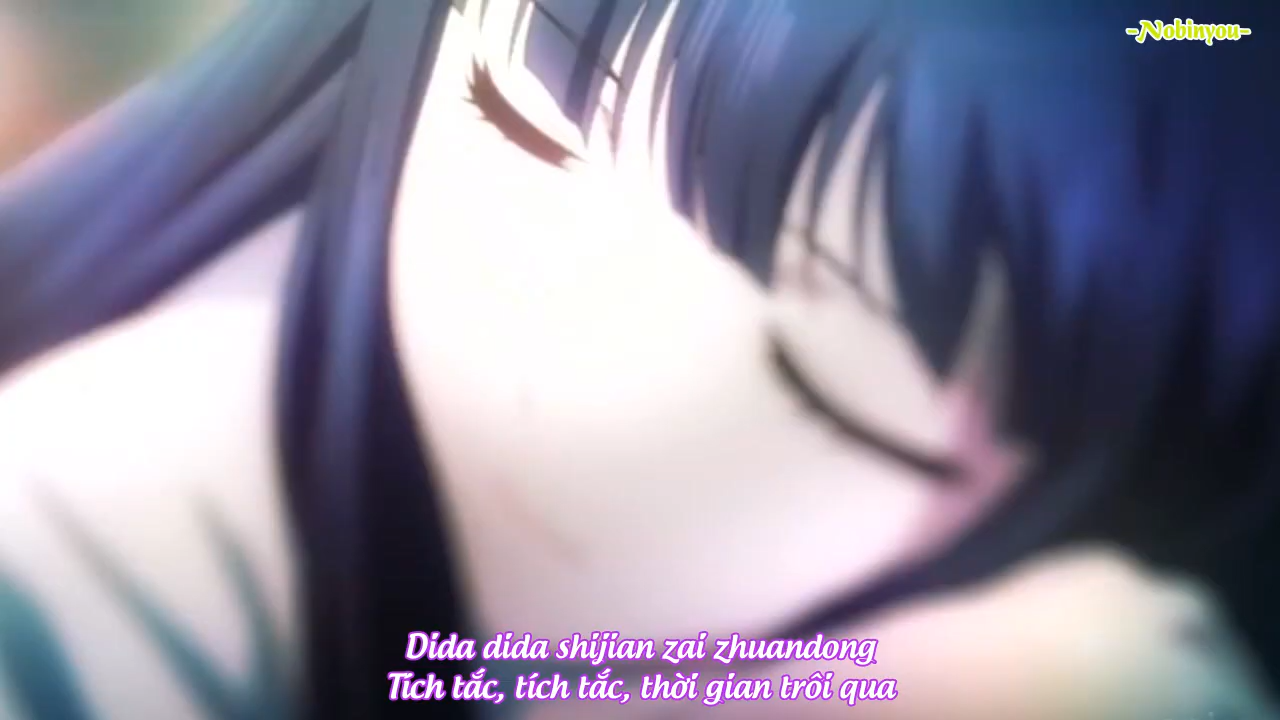 -Nobinyou-
Dida dida shijian zai zhuandong
Tích tắc, tích tắc, thời gian trôi qua